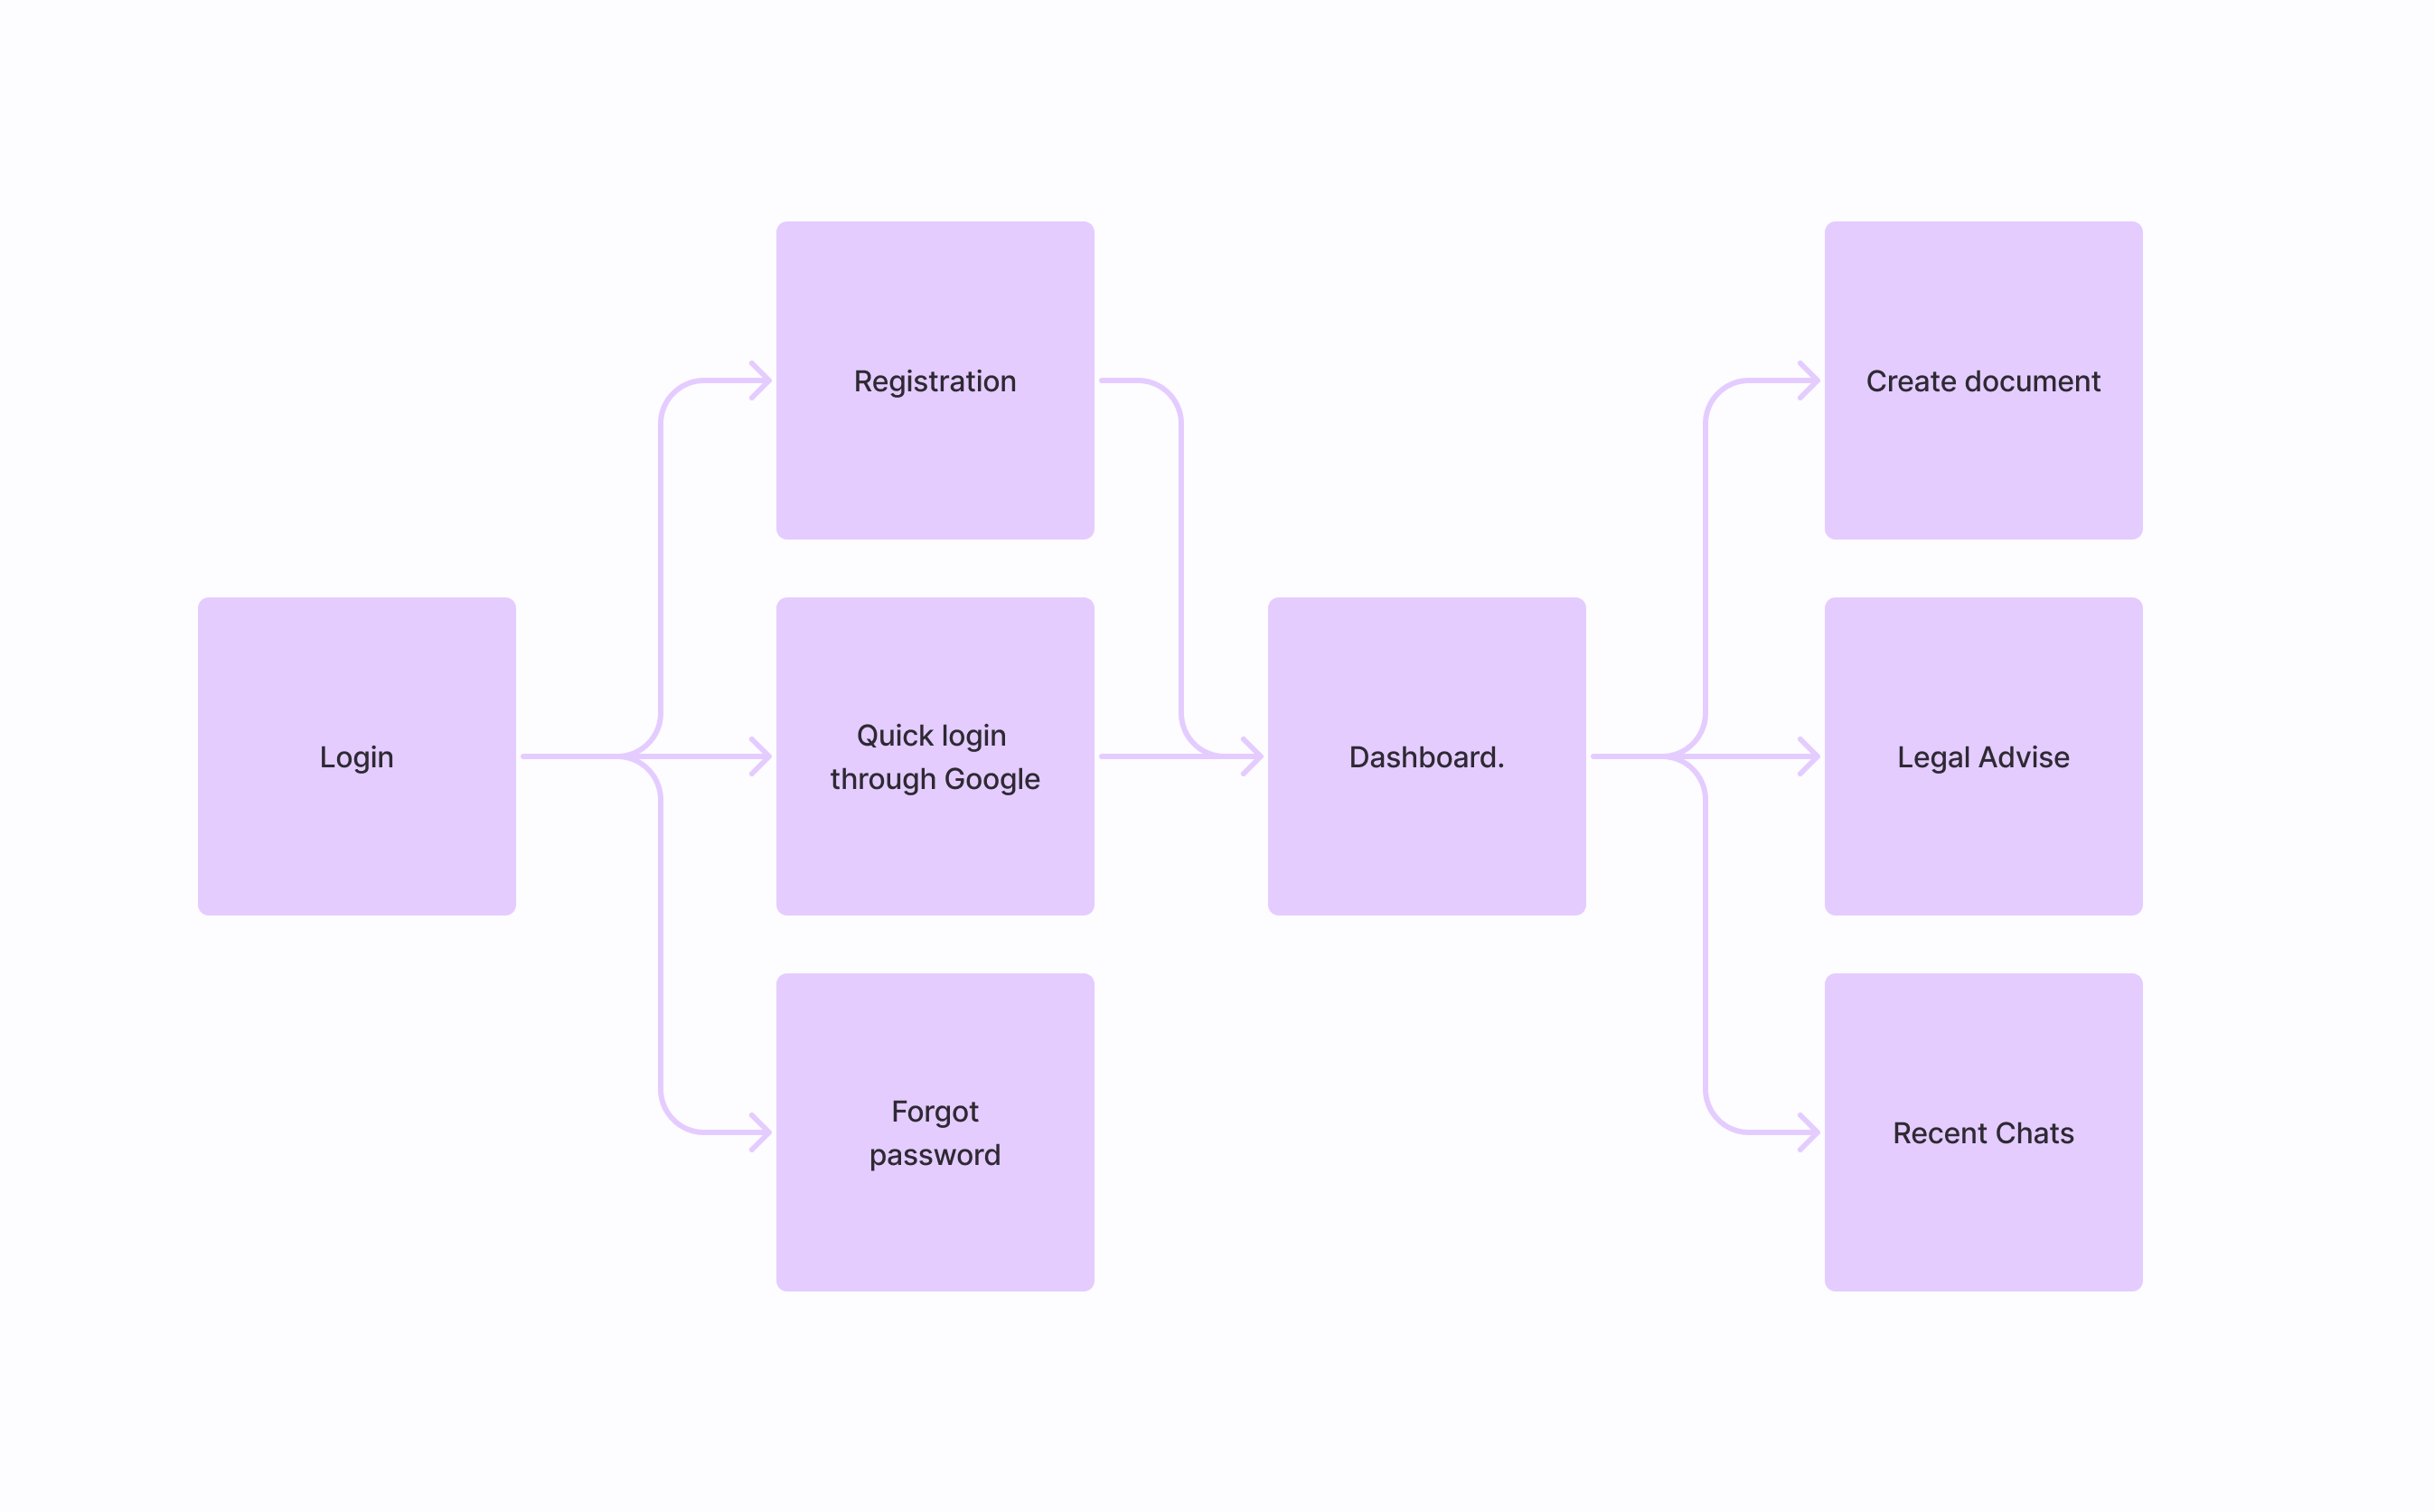 Login
Registration
Quick login
through Google
Forgot
password
Dashboard.
Create document
Legal Advise
Recent Chats